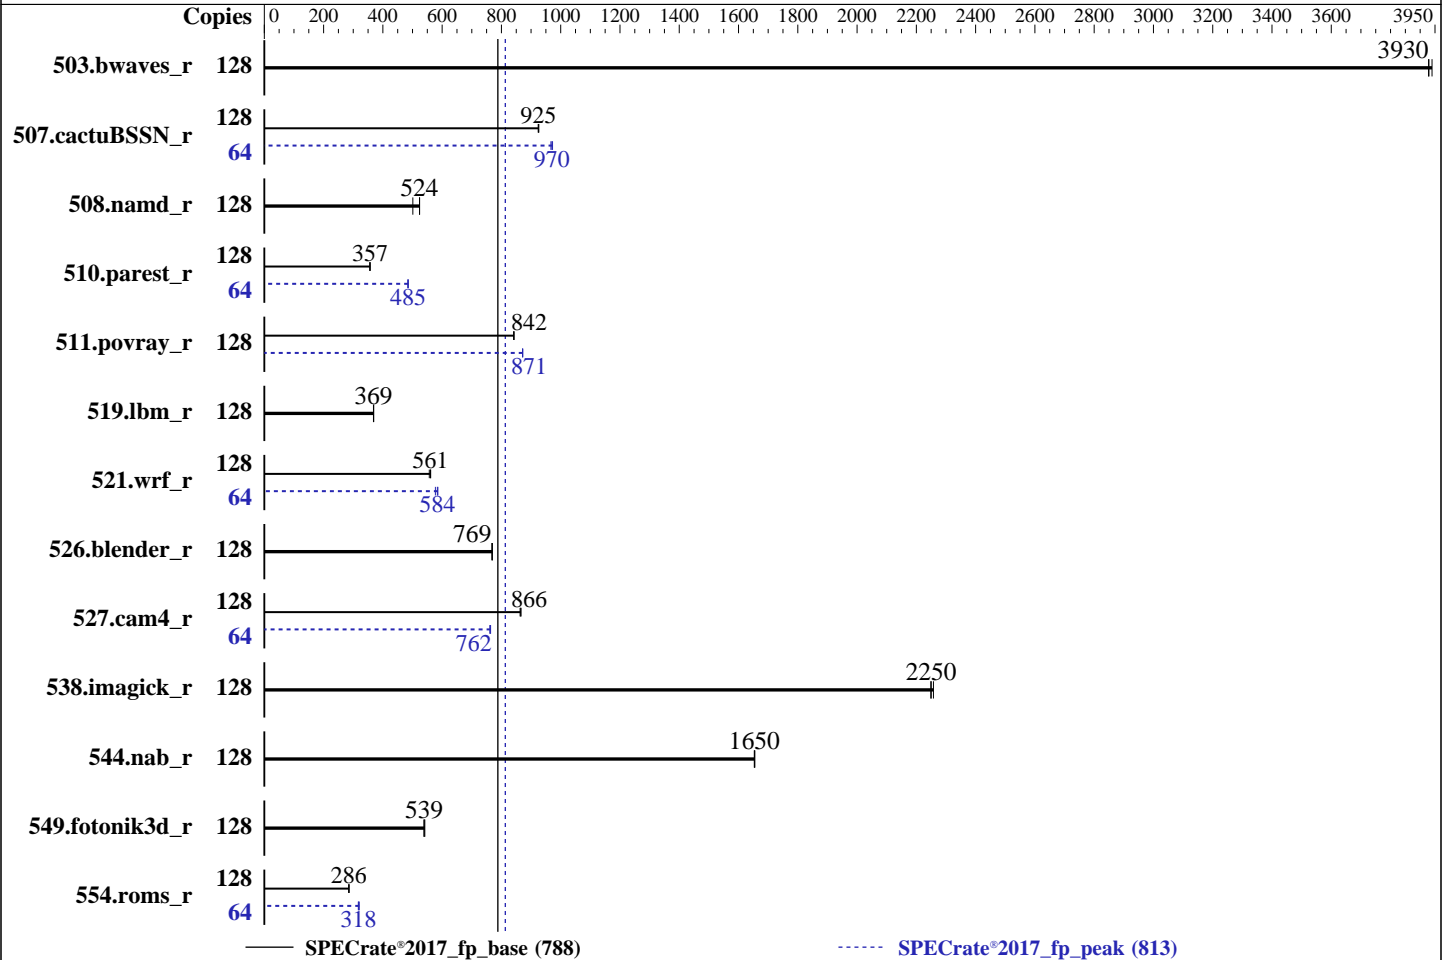 Copies 0 200 400 600 800 1000 1200 1400 1600 1800 2000 2200 2400 2600 2800 3000 3200 3400 3600 3950
503.bwaves_r 128 3930
507.cactuBSSN_r 128 925
64 970
508.namd_r 128 524
510.parest_r 128 357
64 485
511.povray_r 128 842
871
519.lbm_r 128 369
521.wrf_r 128 561
64 584
526.blender_r 128 769
527.cam4_r 128 866
64 762
538.imagick_r 128 2250
544.nab_r 128 1650
549.fotonik3d_r 128 539
554.roms_r 128 286
64 318
SPECrate®2017_fp_base (788) SPECrate®2017_fp_peak (813)